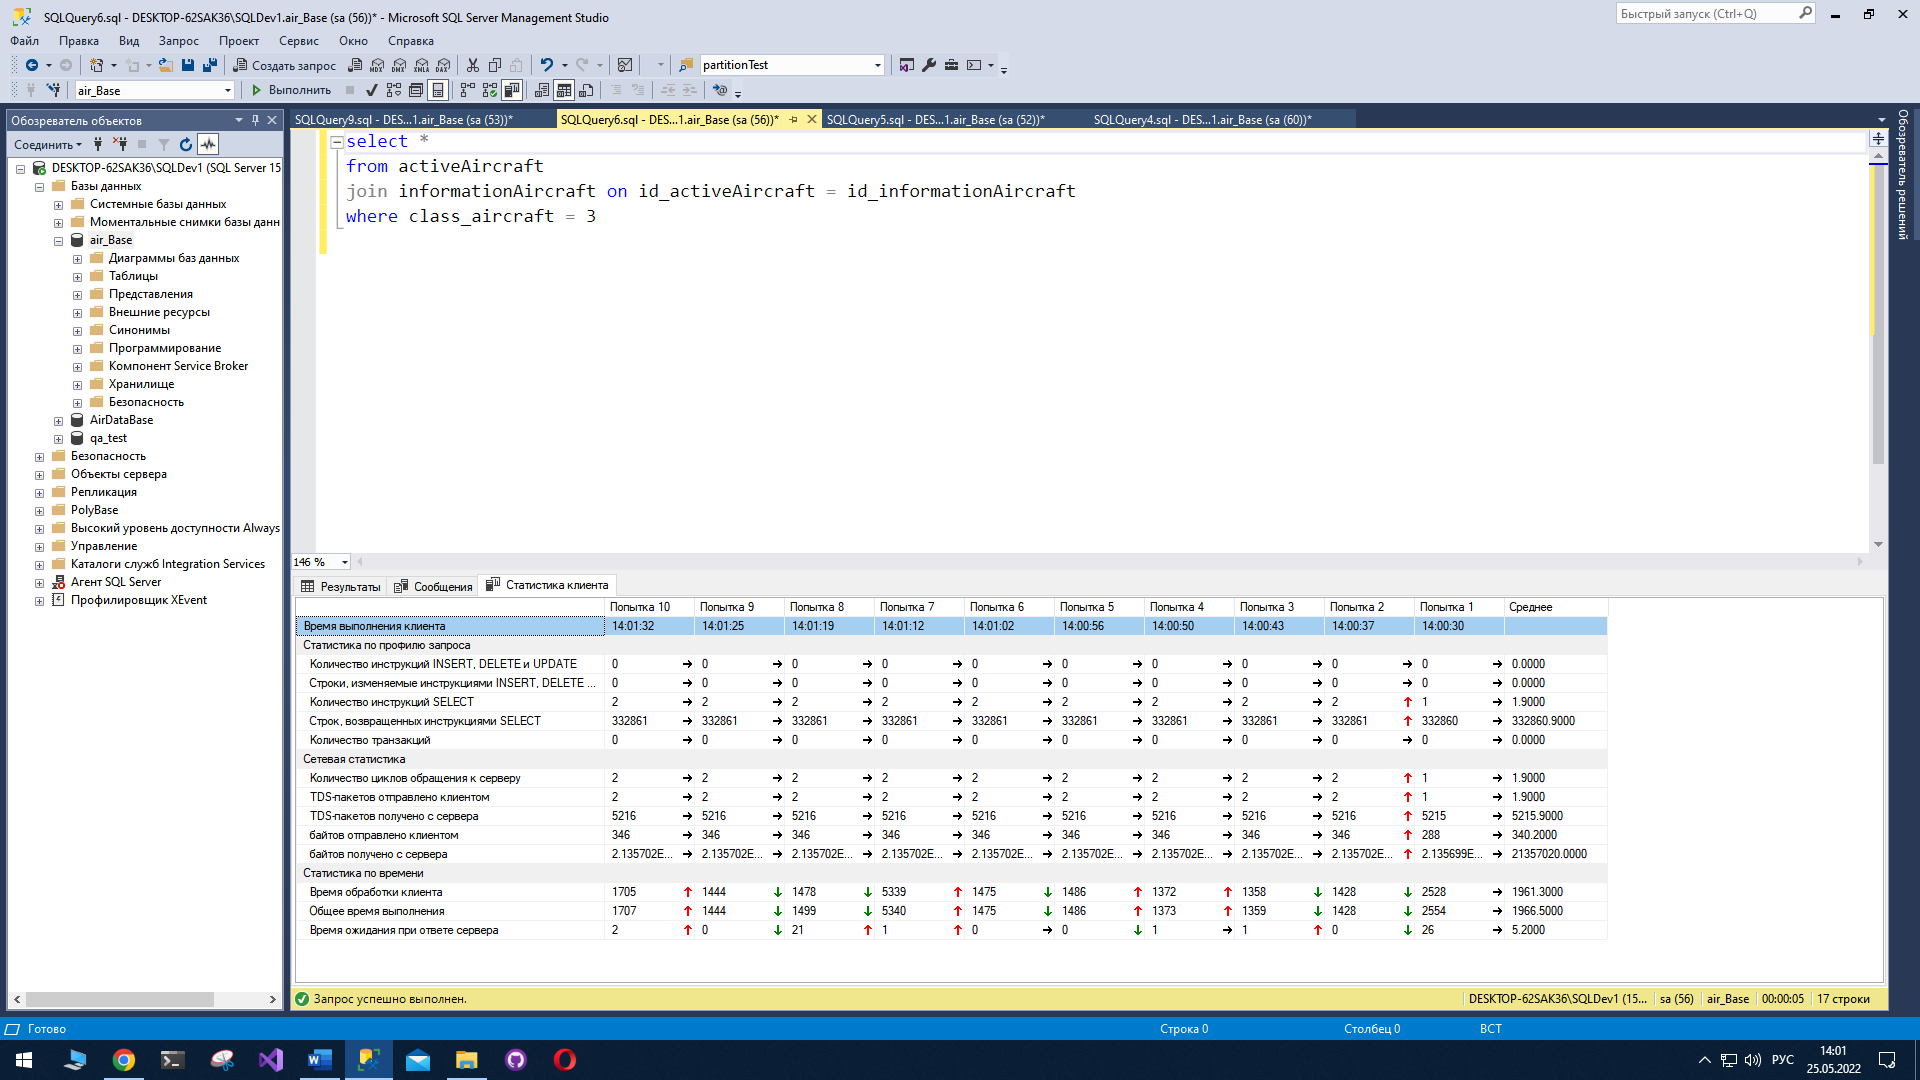 SQLQuery6.sql - DESKTOP-62SAK36\SQLDev1.air_Base (sa (56))* - Microsoft SQL Server Management Studio
Быстрый запуск (Ctrl+Q)
Файл Правка Вид Запрос Проект Сервис Окно Справка
Создать запрос MDX DMX XMLA DAX partitionTest
air_Base Выполнить
Обозреватель объектов
Соединить
DESKTOP-62SAK36\SQLDev1 (SQL Server 15
Базы данных
Системные базы данных
Моментальные снимки базы данн
air_Base
Диаграммы баз данных
Таблицы
Представления
Внешние ресурсы
Синонимы
Программирование
Компонент Service Broker
Хранилище
Безопасность
AirDataBase
qa_test
Безопасность
Объекты сервера
Репликация
PolyBase
Высокий уровень доступности Always
Управление
Каталоги служб Integration Services
Агент SQL Server
Профилировщик XEvent
SQLQuery9.sql - DES...1.air_Base (sa (53))* SQLQuery6.sql - DES...1.air_Base (sa (56))* SQLQuery5.sql - DES...1.air_Base (sa (52))* SQLQuery4.sql - DES...1.air_Base (sa (60))*
select *
from activeAircraft
join informationAircraft on id_activeAircraft = id_informationAircraft
where class_aircraft = 3
Обозреватель решений
146 %
Результаты Сообщения Статистика клиента
Попытка 10 Попытка 9 Попытка 8 Попытка 7 Попытка 6 Попытка 5 Попытка 4 Попытка 3 Попытка 2 Попытка 1 Среднее
Время выполнения клиента 14:01:32 14:01:25 14:01:19 14:01:12 14:01:02 14:00:56 14:00:50 14:00:43 14:00:37 14:00:30
Статистика по профилю запроса
Количество инструкций INSERT, DELETE и UPDATE 0 → 0 → 0 → 0 → 0 → 0 → 0 → 0 → 0 → 0 → 0.0000
Строки, изменяемые инструкциями INSERT, DELETE ... 0 → 0 → 0 → 0 → 0 → 0 → 0 → 0 → 0 → 0 → 0.0000
Количество инструкций SELECT 2 → 2 → 2 → 2 → 2 → 2 → 2 → 2 → 2 ↑ 1 → 1.9000
Строк, возвращенных инструкциями SELECT 332861 → 332861 → 332861 → 332861 → 332861 → 332861 → 332861 → 332861 → 332861 ↑ 332860 → 332860.9000
Количество транзакций 0 → 0 → 0 → 0 → 0 → 0 → 0 → 0 → 0 → 0 → 0.0000
Сетевая статистика
Количество циклов обращения к серверу 2 → 2 → 2 → 2 → 2 → 2 → 2 → 2 → 2 ↑ 1 → 1.9000
TDS-пакетов отправлено клиентом 2 → 2 → 2 → 2 → 2 → 2 → 2 → 2 → 2 ↑ 1 → 1.9000
TDS-пакетов получено с сервера 5216 → 5216 → 5216 → 5216 → 5216 → 5216 → 5216 → 5216 → 5216 ↑ 5215 → 5215.9000
байтов отправлено клиентом 346 → 346 → 346 → 346 → 346 → 346 → 346 → 346 → 346 ↑ 288 → 340.2000
байтов получено с сервера 2.135702E... → 2.135702E... → 2.135702E... → 2.135702E... → 2.135702E... → 2.135702E... → 2.135702E... → 2.135702E... → 2.135702E... ↑ 2.135699E... → 21357020.0000
Статистика по времени
Время обработки клиента 1705 ↑ 1444 ↓ 1478 ↓ 5339 ↑ 1475 ↓ 1486 ↑ 1372 ↑ 1358 ↓ 1428 ↓ 2528 → 1961.3000
Общее время выполнения 1707 ↑ 1444 ↓ 1499 ↓ 5340 ↑ 1475 ↓ 1486 ↑ 1373 ↑ 1359 ↓ 1428 ↓ 2554 → 1966.5000
Время ожидания при ответе сервера 2 ↑ 0 ↓ 21 ↑ 1 ↑ 0 → 0 ↓ 1 → 1 ↑ 0 ↓ 26 → 5.2000
Запрос успешно выполнен. DESKTOP-62SAK36\SQLDev1 (15... sa (56) air_Base 00:00:05 17 строки
Готово Строка 0 Столбец 0 ВСТ
РУС 14:01
25.05.2022